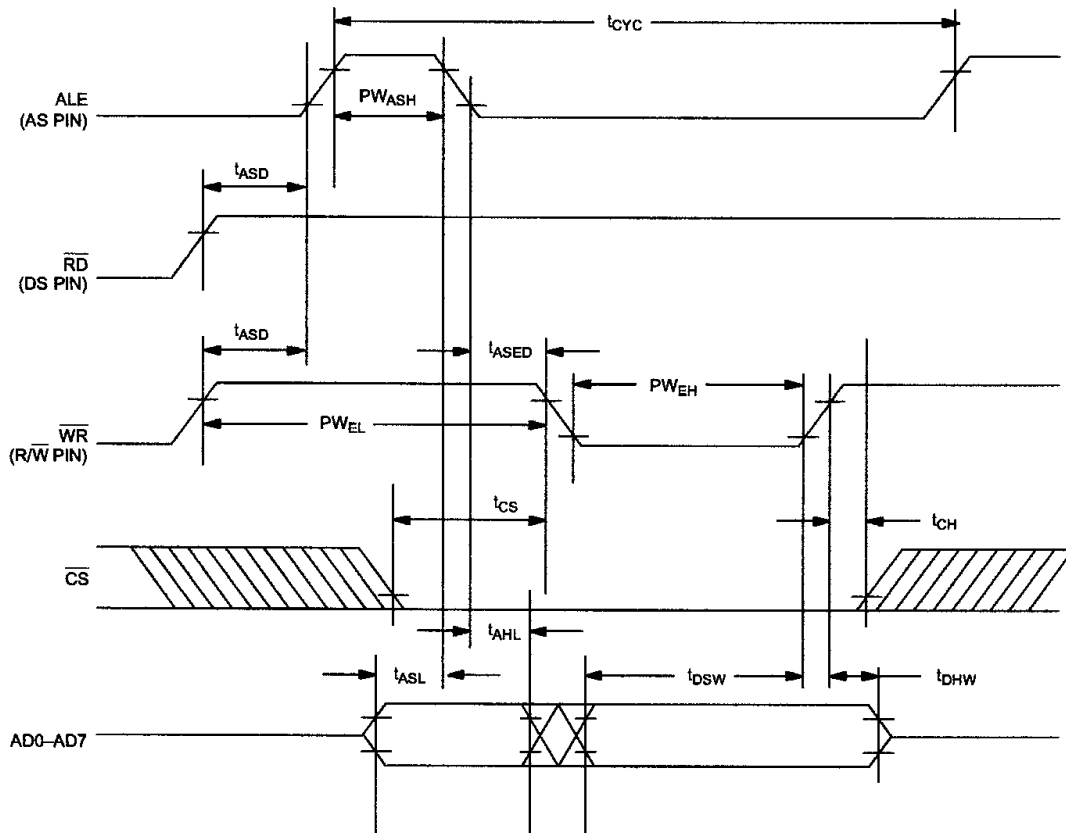 tCYC
ALE
(AS PIN)
PWASH
tASD
RD
(DS PIN)
tASD
tASED
PWEH
WR
(R/W PIN)
PWEL
tCS
tCH
CS
tAHL
tASL
tDSW
tDHW
AD0–AD7